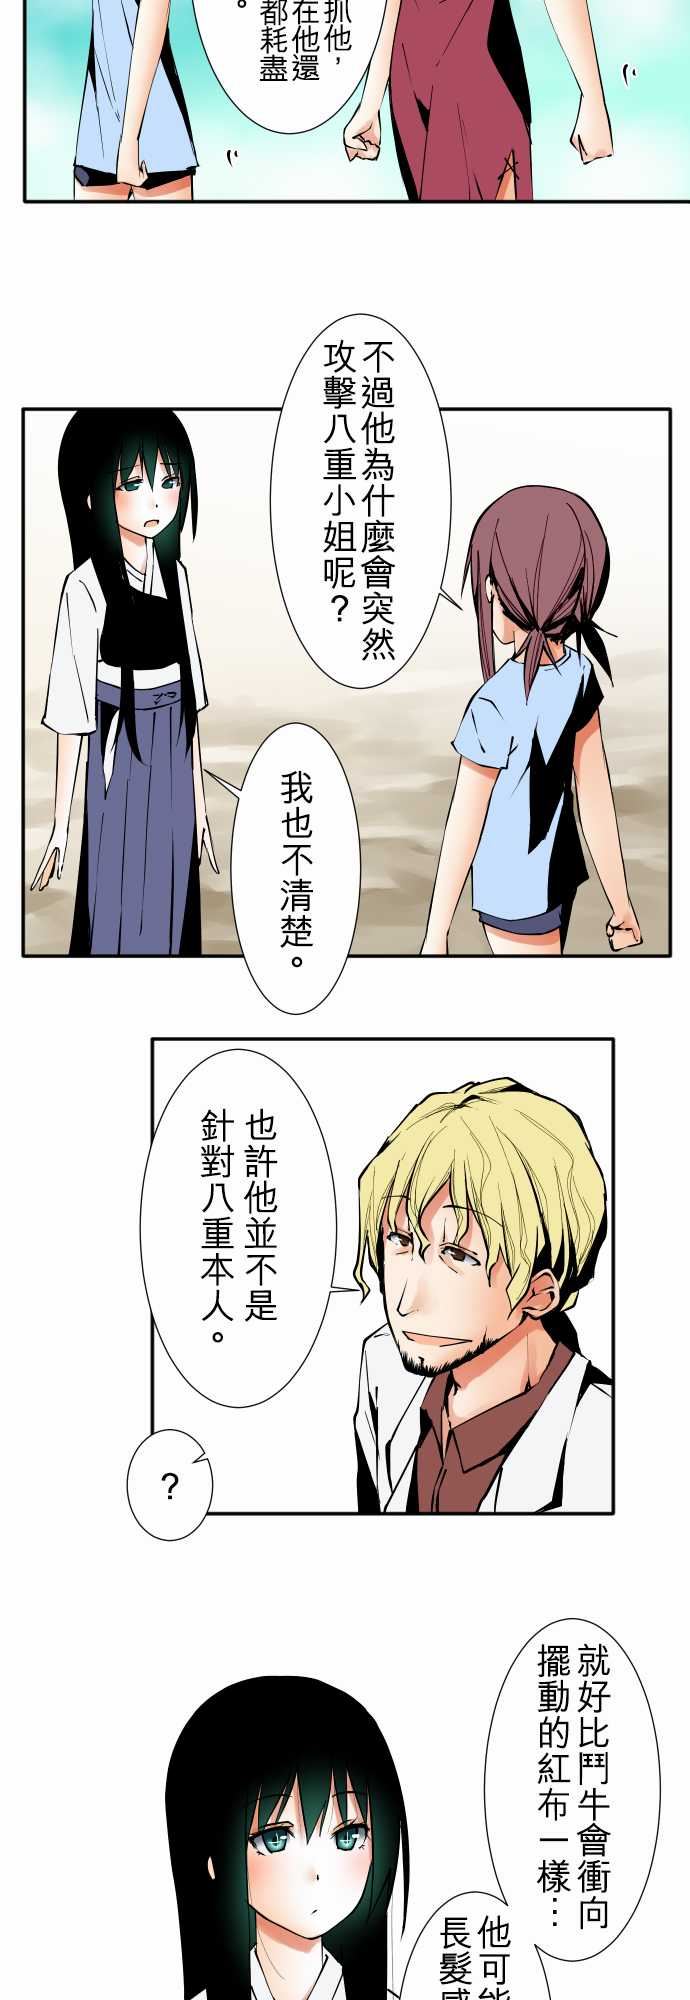 抓他，
在他還
都耗盡
。
不過他為什麼會突然
攻擊八重小姐呢？
我也不清楚。
也許他並不是
針對八重本人。
？
就好比鬥牛會衝向
擺動的紅布一樣…
他可能
長髮感